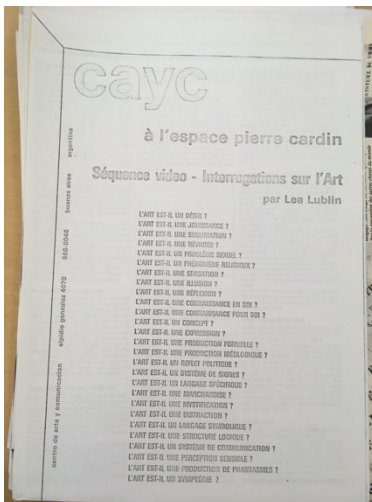 cayc
à l'espace pierre cardin
Séquence video - Interrogations sur l'Art
par Lea Lublin
L'ART EST-IL UN DÉSIR ?
L'ART EST-IL UNE JOUISSANCE ?
L'ART EST-IL UNE SUBLIMATION ?
L'ART EST-IL UNE NÉVROSE ?
L'ART EST-IL UN PROBLÈME SEXUEL ?
L'ART EST-IL UN PHÉNOMÈNE RELIGIEUX ?
L'ART EST-IL UNE SENSATION ?
L'ART EST-IL UNE ILLUSION ?
L'ART EST-IL UNE RÉFLEXION ?
L'ART EST-IL UNE CONNAISSANCE EN SOI ?
L'ART EST-IL UNE CONNAISSANCE POUR SOI ?
L'ART EST-IL UN CONCEPT ?
L'ART EST-IL UNE EXPRESSION ?
L'ART EST-IL UNE PRODUCTION FORMELLE ?
L'ART EST-IL UNE PRODUCTION IDÉOLOGIQUE ?
L'ART EST-IL UN REFLET POLITIQUE ?
L'ART EST-IL UN SYSTÈME DE SIGNES ?
L'ART EST-IL UN LANGAGE SPÉCIFIQUE ?
L'ART EST-IL UNE MARCHANDISE ?
L'ART EST-IL UNE MYSTIFICATION ?
L'ART EST-IL UNE DISTRACTION ?
L'ART EST-IL UN LANGAGE SYMBOLIQUE ?
L'ART EST-IL UNE STRUCTURE LOGIQUE ?
L'ART EST-IL UN SYSTÈME DE COMMUNICATION ?
L'ART EST-IL UNE PERCEPTION SENSIBLE ?
L'ART EST-IL UNE PRODUCTION DE PHANTASMES ?
L'ART EST-IL UN SYMPTÔME ?
centro de arte y comunicacion elpidio gonzalez 4070 566-8046 buenos aires argentina